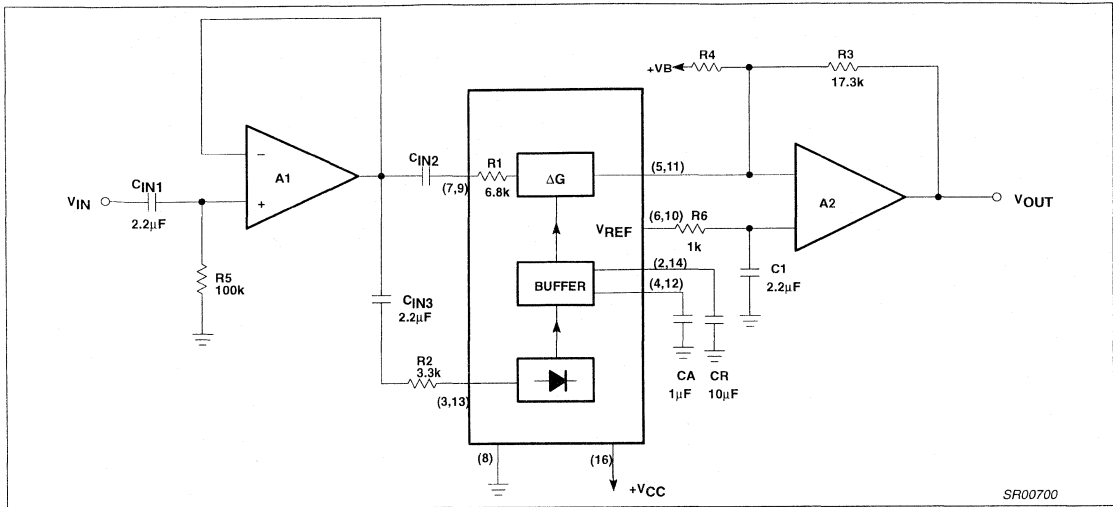 +VB
R4
R3
17.3k
VIN
CIN1
2.2µF
R5
100k
−
+
A1
CIN2
(7,9)
R1
6.8k
ΔG
(5,11)
VREF
(6,10)
R6
1k
BUFFER
(2,14)
(4,12)
C1
2.2µF
A2
VOUT
CIN3
2.2µF
R2
3.3k
(3,13)
CA
1µF
CR
10µF
(8)
(16)
+VCC
SR00700